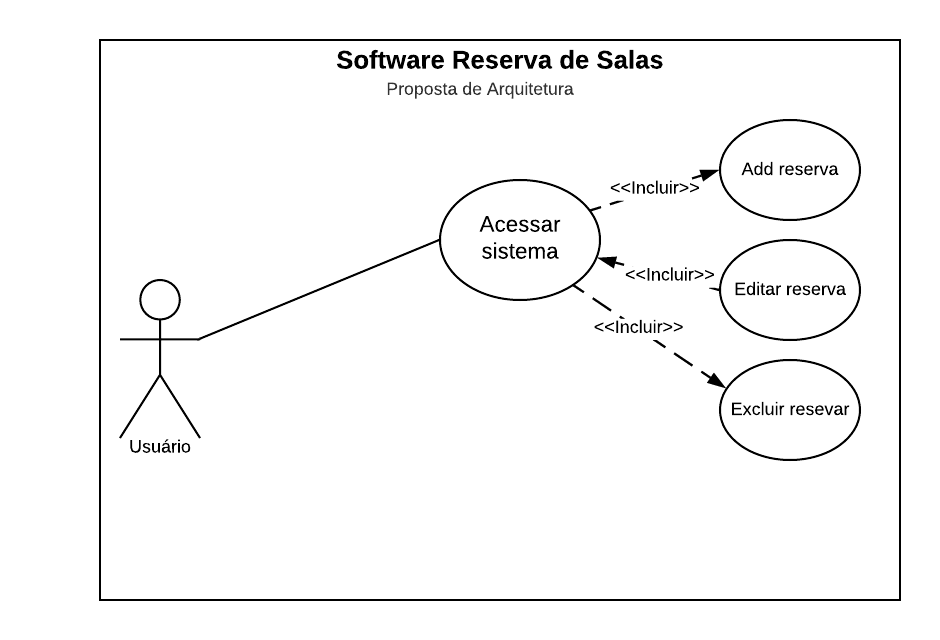 Software Reserva de Salas
Proposta de Arquitetura
Add reserva
<<Incluir>>
Acessar
sistema
<<Incluir>>
Editar reserva
<<Incluir>>
Excluir resevar
Usuário